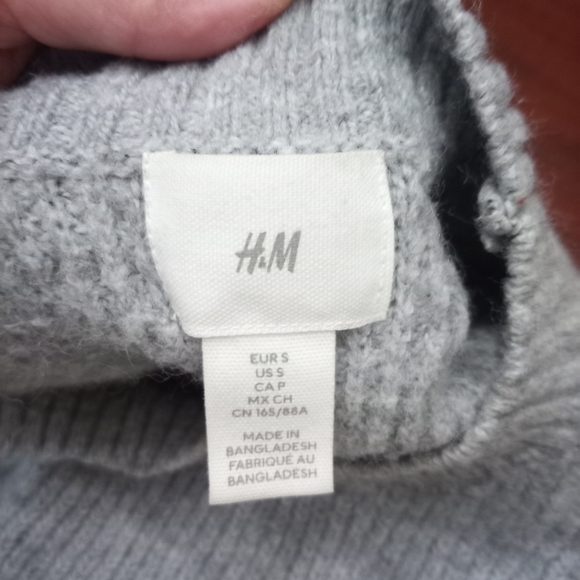 H&M
EUR S
US S
CA P
MX CH
CN 165/88A
MADE IN
BANGLADESH
FABRIQUÉ AU
BANGLADESH